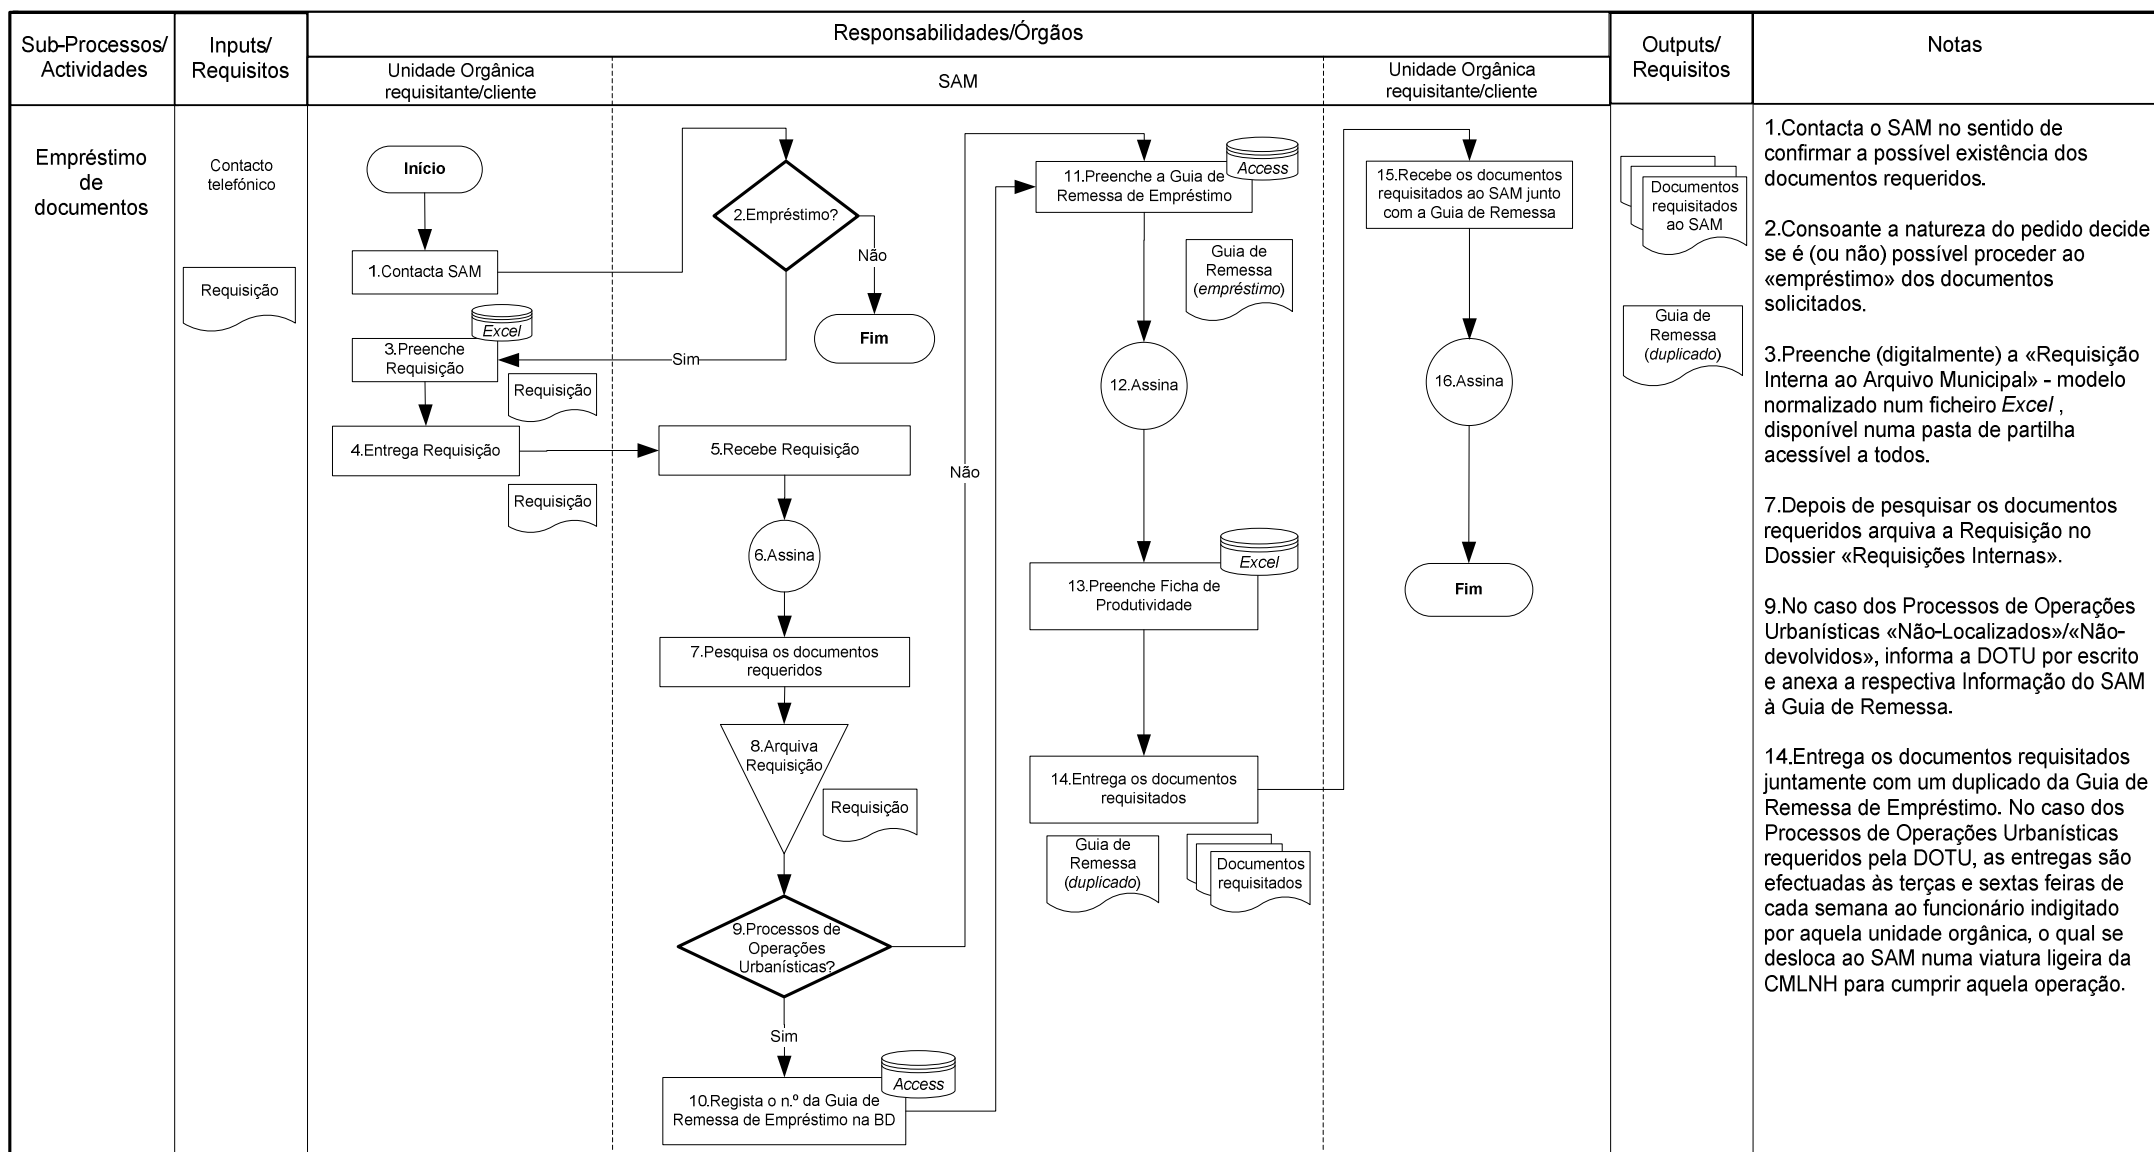 Sub-Processos/
Actividades
Inputs/
Requisitos
Responsabilidades/Órgãos
Unidade Orgânica
requisitante/cliente
SAM
Unidade Orgânica
requisitante/cliente
Outputs/
Requisitos
Notas
Empréstimo
de
documentos
Contacto
telefónico
Requisição
Início
1.Contacta SAM
2.Empréstimo?
Não
Fim
Sim
Excel
3.Preenche
Requisição
Requisição
4.Entrega Requisição
Requisição
5.Recebe Requisição
6.Assina
7.Pesquisa os documentos
requeridos
8.Arquiva
Requisição
Requisição
9.Processos de
Operações
Urbanísticas?
Não
Sim
Access
10.Regista o n.º da Guia de
Remessa de Empréstimo na BD
Access
11.Preenche a Guia de
Remessa de Empréstimo
Guia de
Remessa
(empréstimo)
12.Assina
Excel
13.Preenche Ficha de
Produtividade
14.Entrega os documentos
requisitados
Guia de
Remessa
(duplicado)
Documentos
requisitados
15.Recebe os documentos
requisitados ao SAM junto
com a Guia de Remessa
16.Assina
Fim
Documentos
requisitados
ao SAM
Guia de
Remessa
(duplicado)
1.Contacta o SAM no sentido de
confirmar a possível existência dos
documentos requeridos.
2.Consoante a natureza do pedido decide
se é (ou não) possível proceder ao
«empréstimo» dos documentos
solicitados.
3.Preenche (digitalmente) a «Requisição
Interna ao Arquivo Municipal» - modelo
normalizado num ficheiro Excel ,
disponível numa pasta de partilha
acessível a todos.
7.Depois de pesquisar os documentos
requeridos arquiva a Requisição no
Dossier «Requisições Internas».
9.No caso dos Processos de Operações
Urbanísticas «Não-Localizados»/«Não-
devolvidos», informa a DOTU por escrito
e anexa a respectiva Informação do SAM
à Guia de Remessa.
14.Entrega os documentos requisitados
juntamente com um duplicado da Guia de
Remessa de Empréstimo. No caso dos
Processos de Operações Urbanísticas
requeridos pela DOTU, as entregas são
efectuadas às terças e sextas feiras de
cada semana ao funcionário indigitado
por aquela unidade orgânica, o qual se
desloca ao SAM numa viatura ligeira da
CMLNH para cumprir aquela operação.